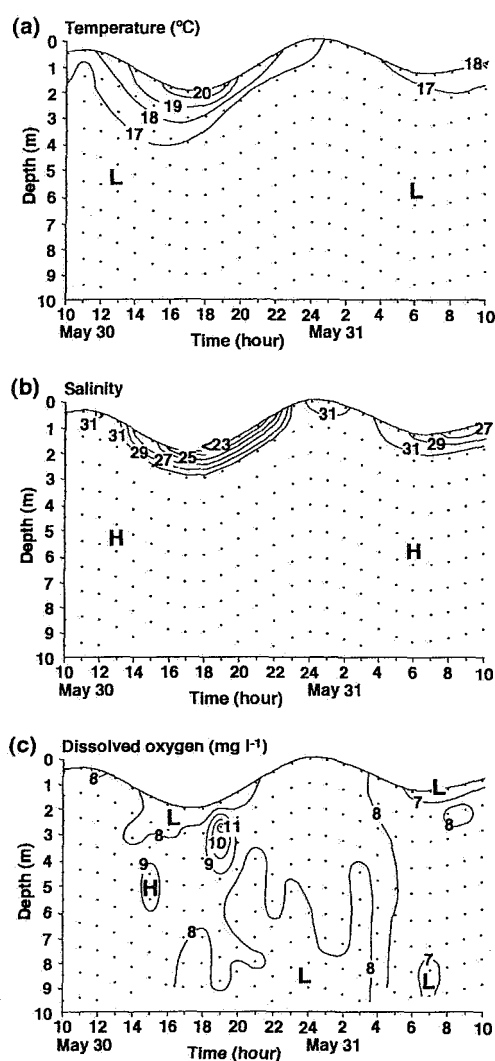 (a) Temperature (°C)
0
1
2
3
4
5
6
7
8
9
10
Depth (m)
20
19
18
17
18
17
L
L
10 12 14 16 18 20 22 24 2 4 6 8 10
May 30 Time (hour) May 31
(b) Salinity
0
1
2
3
4
5
6
7
8
9
10
Depth (m)
31
31
29
27
25
23
31
31
29
27
H
H
10 12 14 16 18 20 22 24 2 4 6 8 10
May 30 Time (hour) May 31
(c) Dissolved oxygen (mg l-1)
0
1
2
3
4
5
6
7
8
9
10
Depth (m)
8
L
8
11
10
9
9
H
8
L
8
8
L
7
8
7
L
10 12 14 16 18 20 22 24 2 4 6 8 10
May 30 Time (hour) May 31